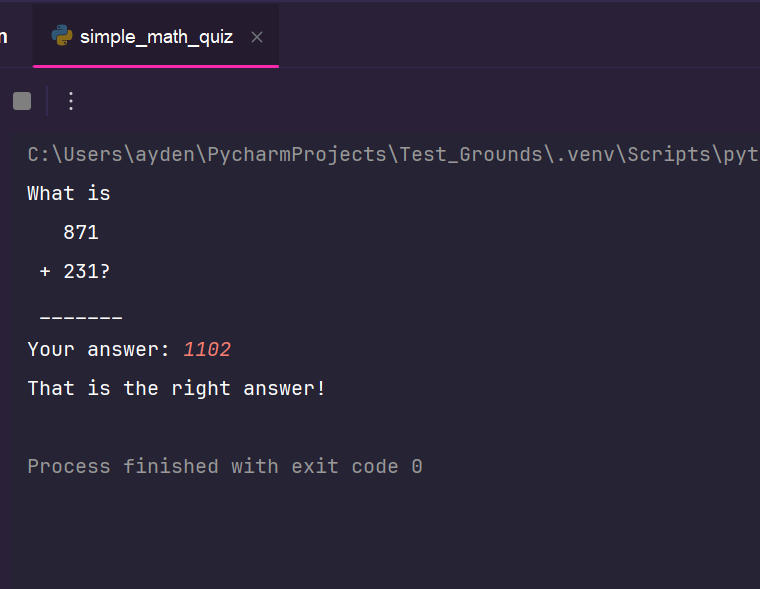 n
simple_math_quiz
C:\Users\ayden\PycharmProjects\Test_Grounds\.venv\Scripts\pyt
What is
   871
 + 231?
 _______
Your answer: 1102
That is the right answer!
Process finished with exit code 0